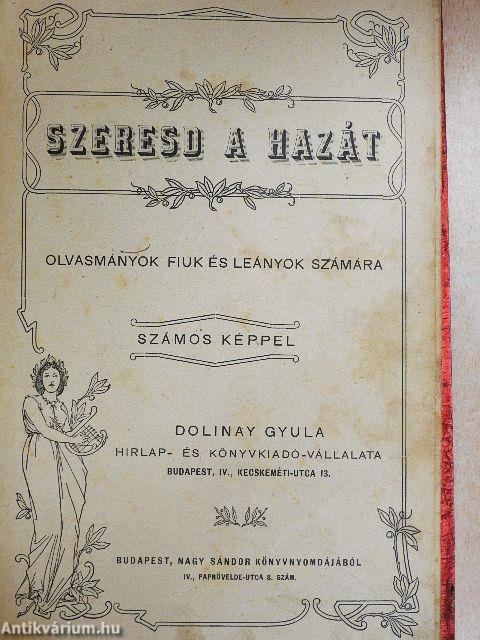 SZERESD A HAZÁT
OLVASMÁNYOK FIUK ÉS LEÁNYOK SZÁMÁRA
SZÁMOS KÉPPEL
DOLINAY GYULA
HIRLAP- ÉS KÖNYVKIADÓ-VÁLLALATA
BUDAPEST, IV., KECSKEMÉTI-UTCA 13.
BUDAPEST, NAGY SÁNDOR KÖNYVNYOMDÁJÁBÓL
IV., PAPNÖVELDE-UTCA 8. SZÁM.
Antikvárium.hu